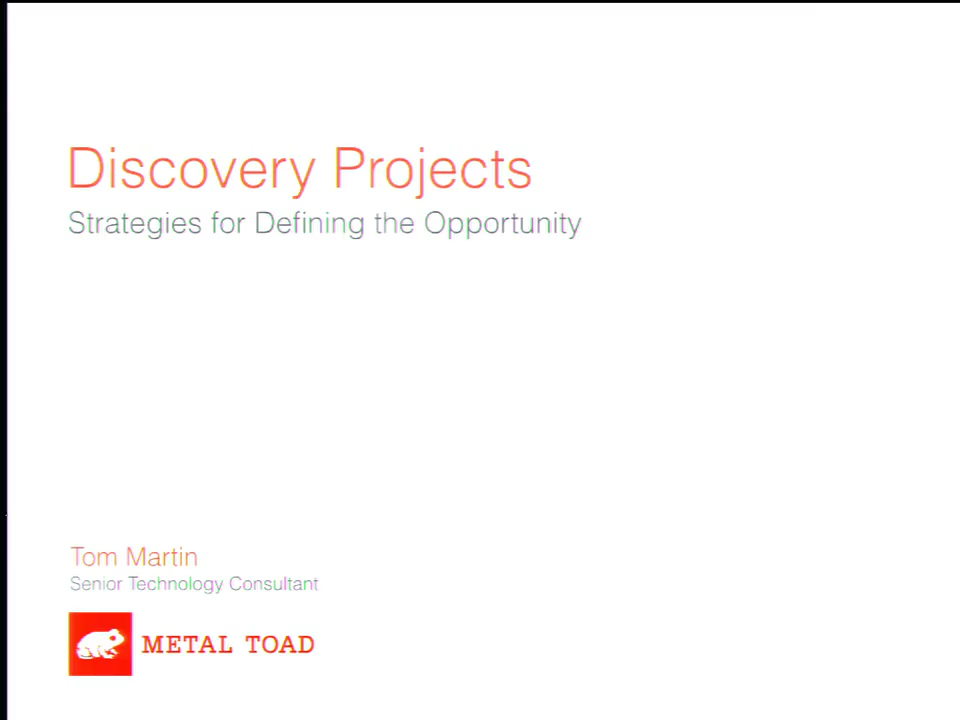 Discovery Projects
Strategies for Defining the Opportunity
Tom Martin
Senior Technology Consultant
METAL TOAD